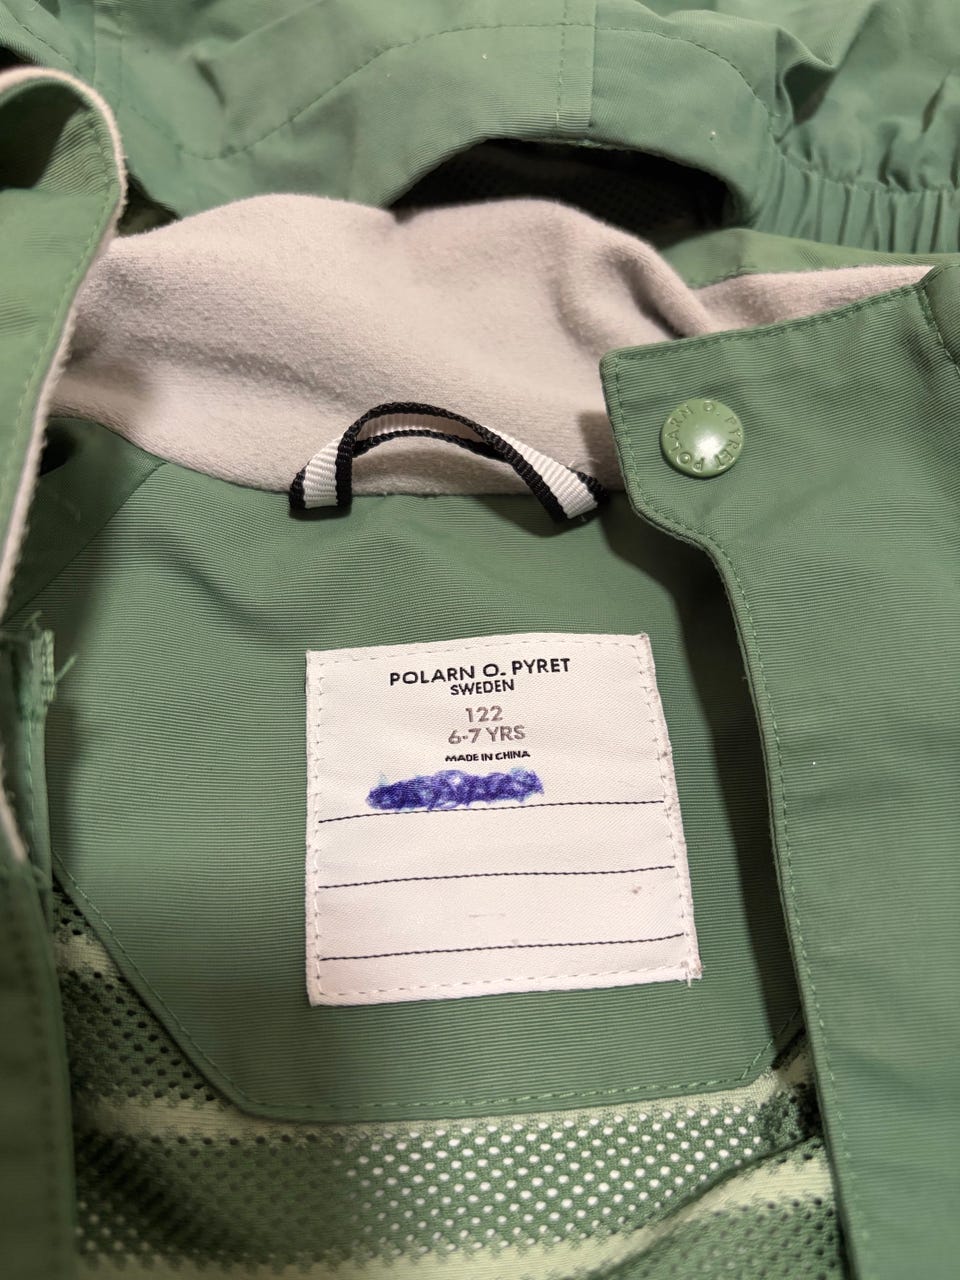 POLARN O. PYRET
POLARN O. PYRET
SWEDEN
122
6-7 YRS
MADE IN CHINA